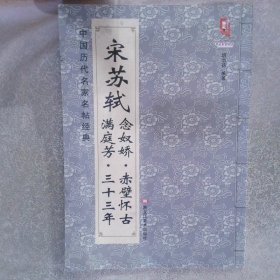 中国历代名家名帖经典
宋苏轼
念奴娇·赤壁怀古
满庭芳·三十三年